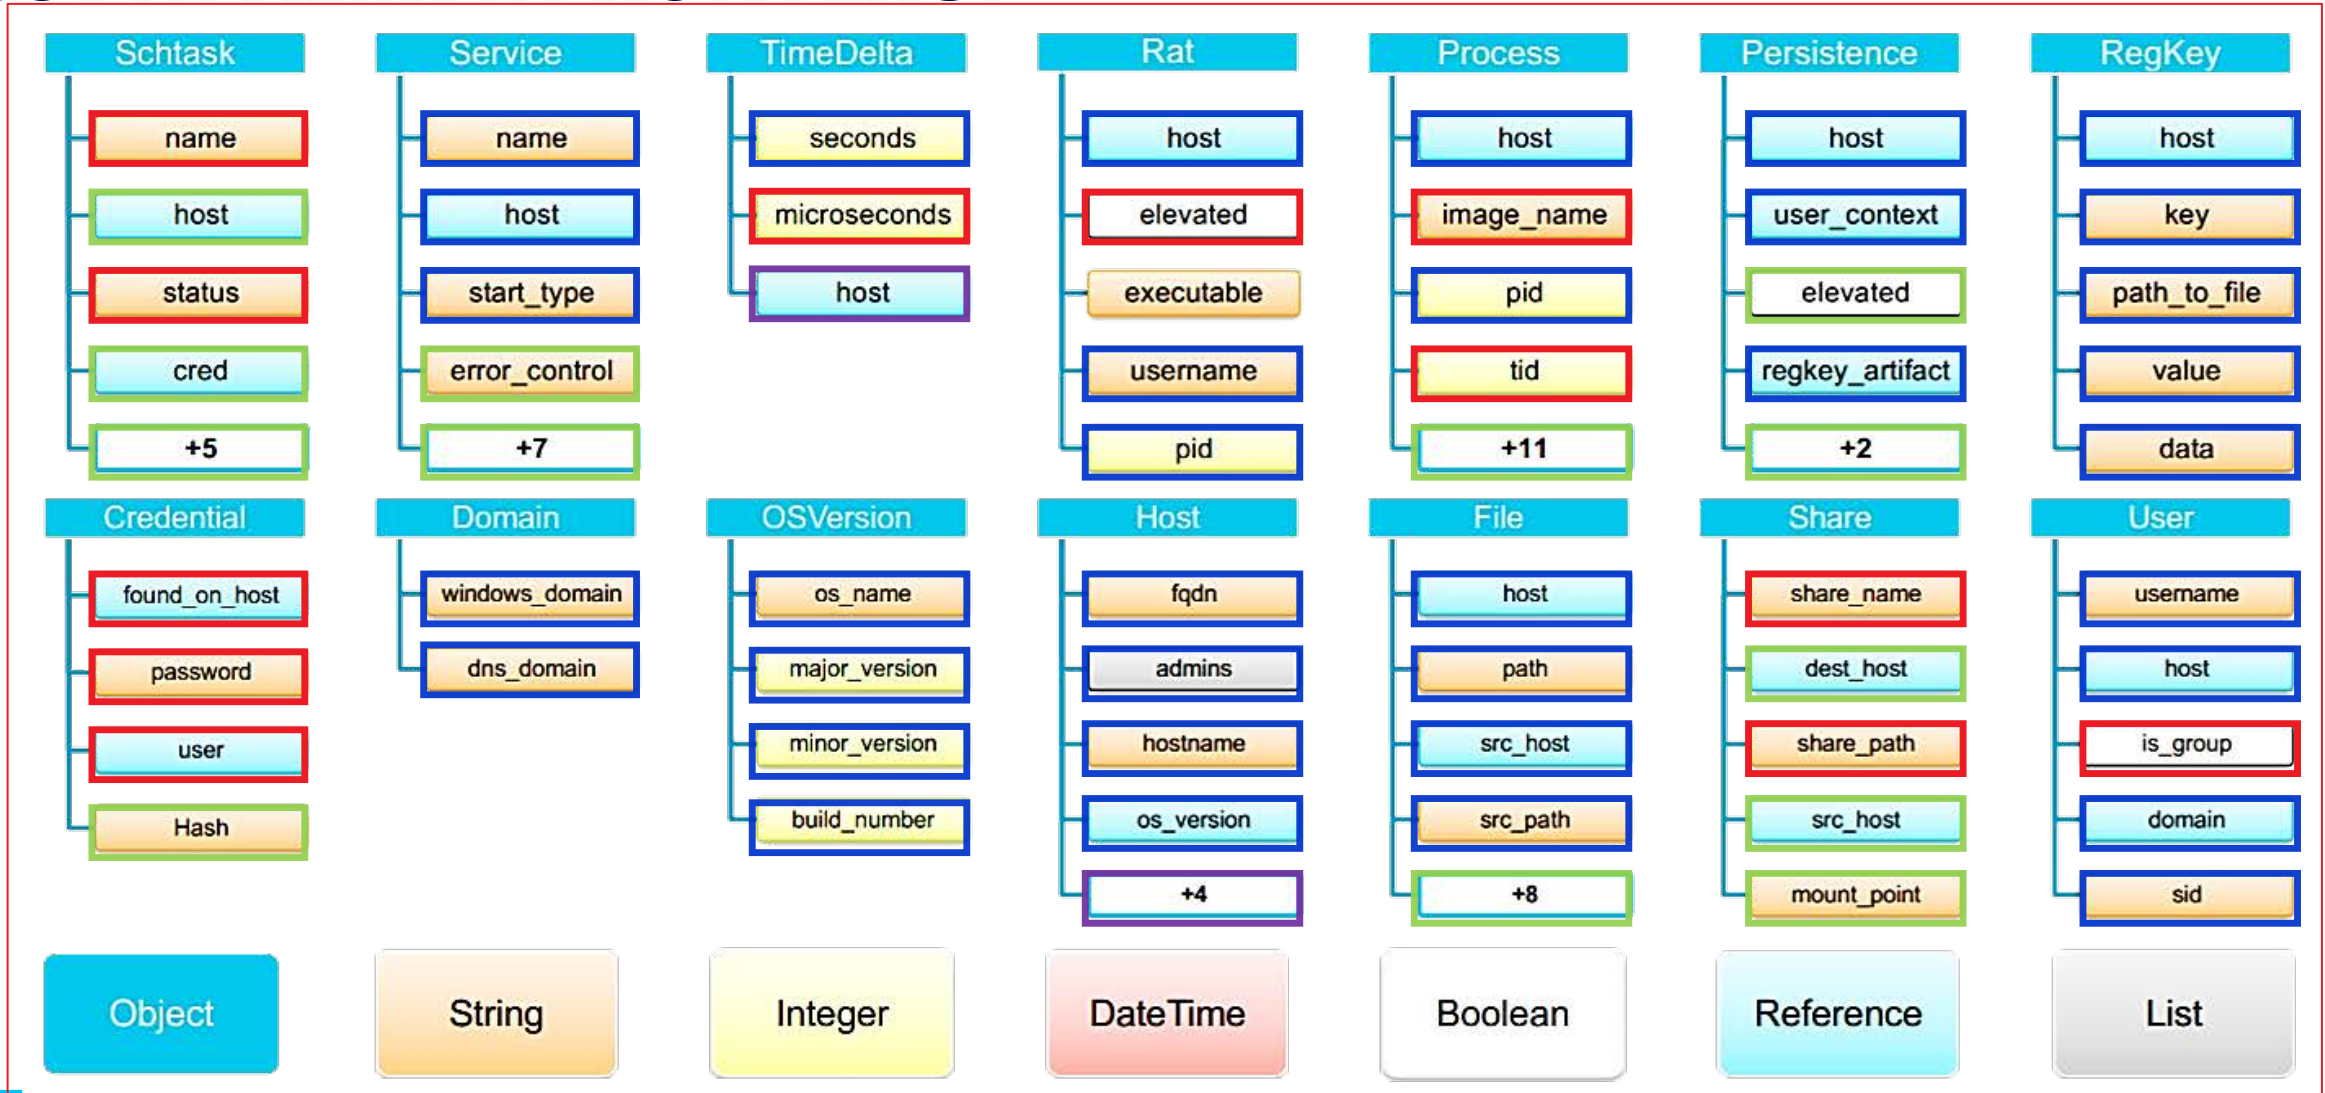 Schtask
name
host
status
cred
+5
Service
name
host
start_type
error_control
+7
TimeDelta
seconds
microseconds
host
Rat
host
elevated
executable
username
pid
Process
host
image_name
pid
tid
+11
Persistence
host
user_context
elevated
regkey_artifact
+2
RegKey
host
key
path_to_file
value
data
Credential
found_on_host
password
user
Hash
Domain
windows_domain
dns_domain
OSVersion
os_name
major_version
minor_version
build_number
Host
fqdn
admins
hostname
os_version
+4
File
host
path
src_host
src_path
+8
Share
share_name
dest_host
share_path
src_host
mount_point
User
username
host
is_group
domain
sid
Object
String
Integer
DateTime
Boolean
Reference
List